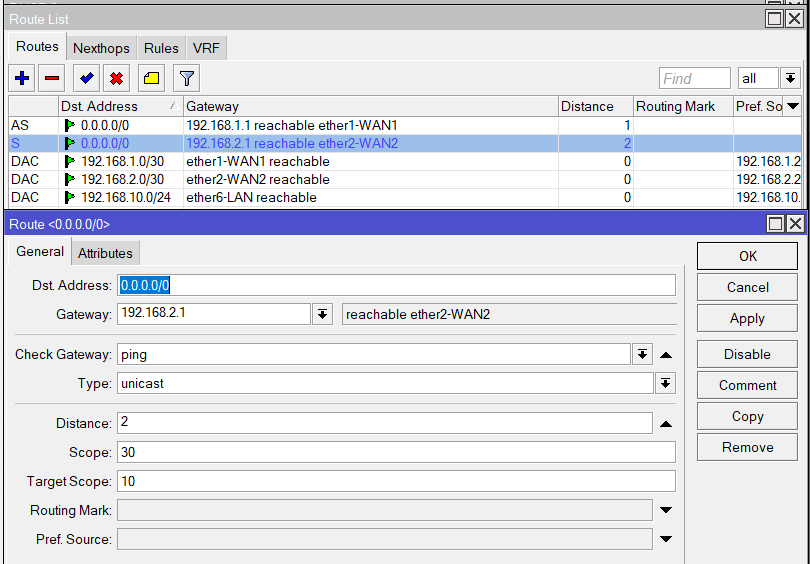 Route List
Routes Nexthops Rules VRF
Find all
Dst. Address Gateway Distance Routing Mark Pref. So
AS 0.0.0.0/0 192.168.1.1 reachable ether1-WAN1 1
S 0.0.0.0/0 192.168.2.1 reachable ether2-WAN2 2
DAC 192.168.1.0/30 ether1-WAN1 reachable 0 192.168.1.2
DAC 192.168.2.0/30 ether2-WAN2 reachable 0 192.168.2.2
DAC 192.168.10.0/24 ether6-LAN reachable 0 192.168.10.
Route <0.0.0.0/0>
General Attributes
OK
Dst. Address: 0.0.0.0/0
Cancel
Gateway: 192.168.2.1 reachable ether2-WAN2
Apply
Check Gateway: ping
Disable
Type: unicast
Comment
Distance: 2
Copy
Scope: 30
Remove
Target Scope: 10
Routing Mark:
Pref. Source: